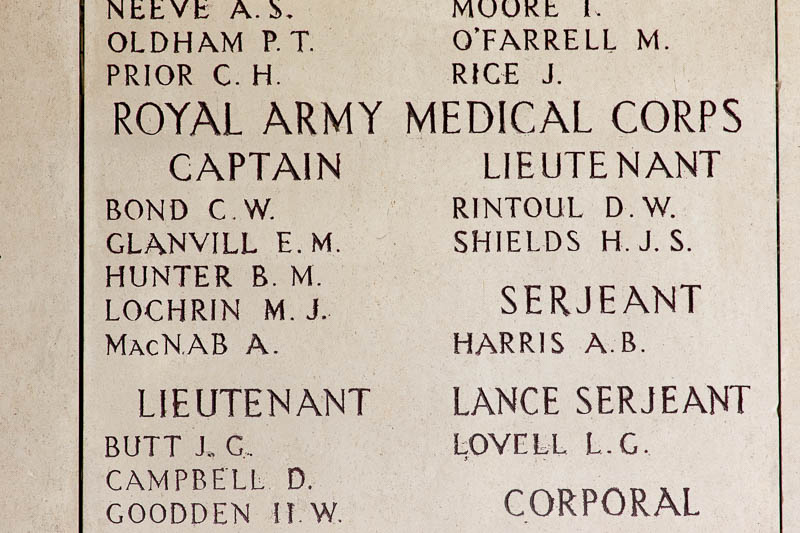 NEEVE A.S.
OLDHAM P.T.
PRIOR C.H.
MOORE T.
O'FARRELL M.
RICE J.
ROYAL ARMY MEDICAL CORPS
CAPTAIN
BOND C.W.
GLANVILL E.M.
HUNTER B.M.
LOCHRIN M.J.
MacNAB A.
LIEUTENANT
BUTT J.G.
CAMPBELL D.
GOODDEN H.W.
LIEUTENANT
RINTOUL D.W.
SHIELDS H.J.S.
SERJEANT
HARRIS A.B.
LANCE SERJEANT
LOVELL L.G.
CORPORAL